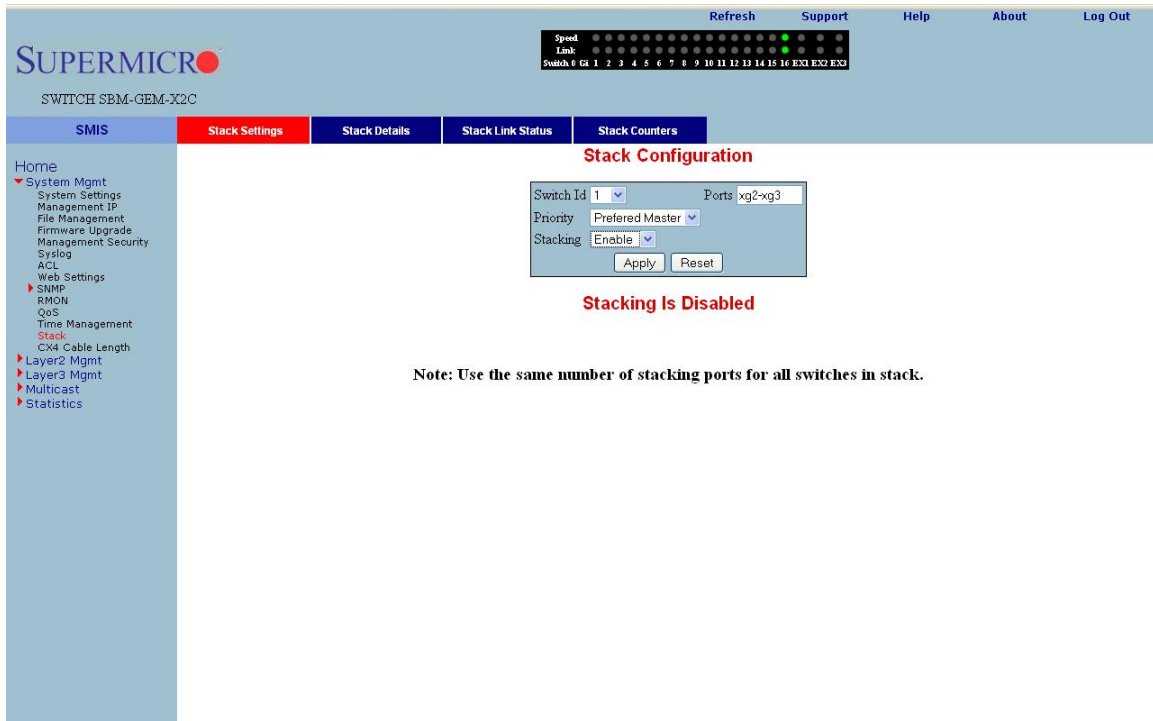 Refresh Support Help About Log Out
Speed
Link
Switch 0 Gi 1 2 3 4 5 6 7 8 9 10 11 12 13 14 15 16 EX1 EX2 EX3
SUPERMICRO
SWITCH SBM-GEM-X2C
SMIS Stack Settings Stack Details Stack Link Status Stack Counters
Home
System Mgmt
System Settings
Management IP
File Management
Firmware Upgrade
Management Security
Syslog
ACL
Web Settings
SNMP
RMON
QoS
Time Management
Stack
CX4 Cable Length
Layer2 Mgmt
Layer3 Mgmt
Multicast
Statistics
Stack Configuration
Switch Id 1 Ports xg2-xg3
Priority Prefered Master
Stacking Enable
Apply Reset
Stacking Is Disabled
Note: Use the same number of stacking ports for all switches in stack.